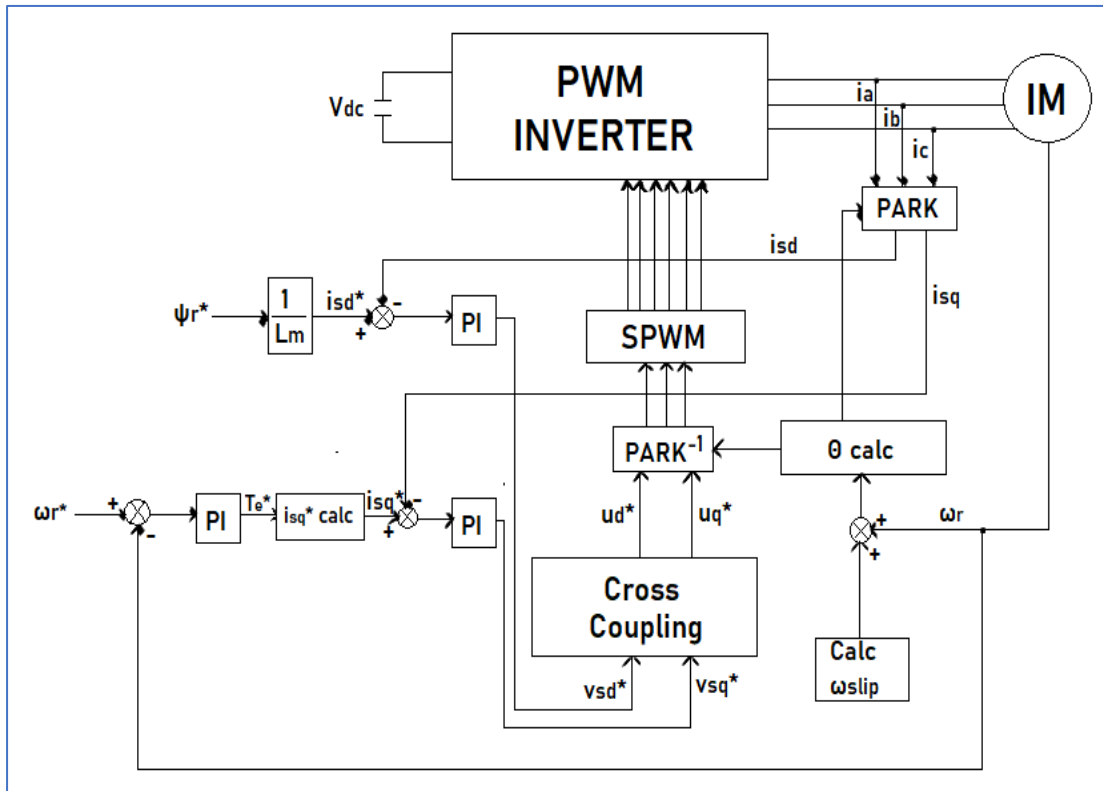 PWM
INVERTER
Vdc
ia
ib
ic
IM
PARK
isd
isq
ψr*
1
Lm
isd*
-
+
PI
SPWM
PARK-1
θ calc
ωr*
+
-
PI
Te*
isq* calc
isq*
-
+
PI
ud*
uq*
+
+
ωr
Cross
Coupling
Calc
ωslip
vsd*
vsq*